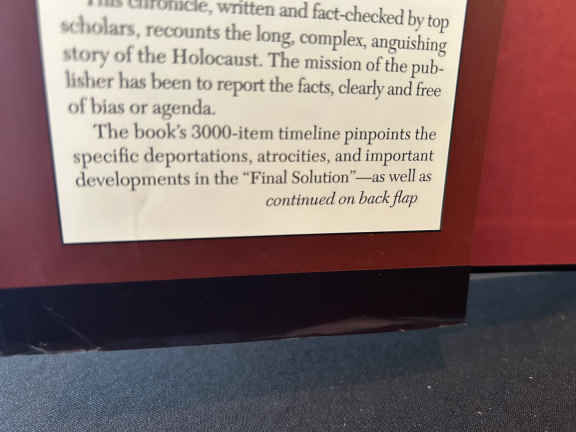 This chronicle, written and fact-checked by top
scholars, recounts the long, complex, anguishing
story of the Holocaust. The mission of the pub-
lisher has been to report the facts, clearly and free
of bias or agenda.
The book's 3000-item timeline pinpoints the
specific deportations, atrocities, and important
developments in the “Final Solution”—as well as
continued on back flap